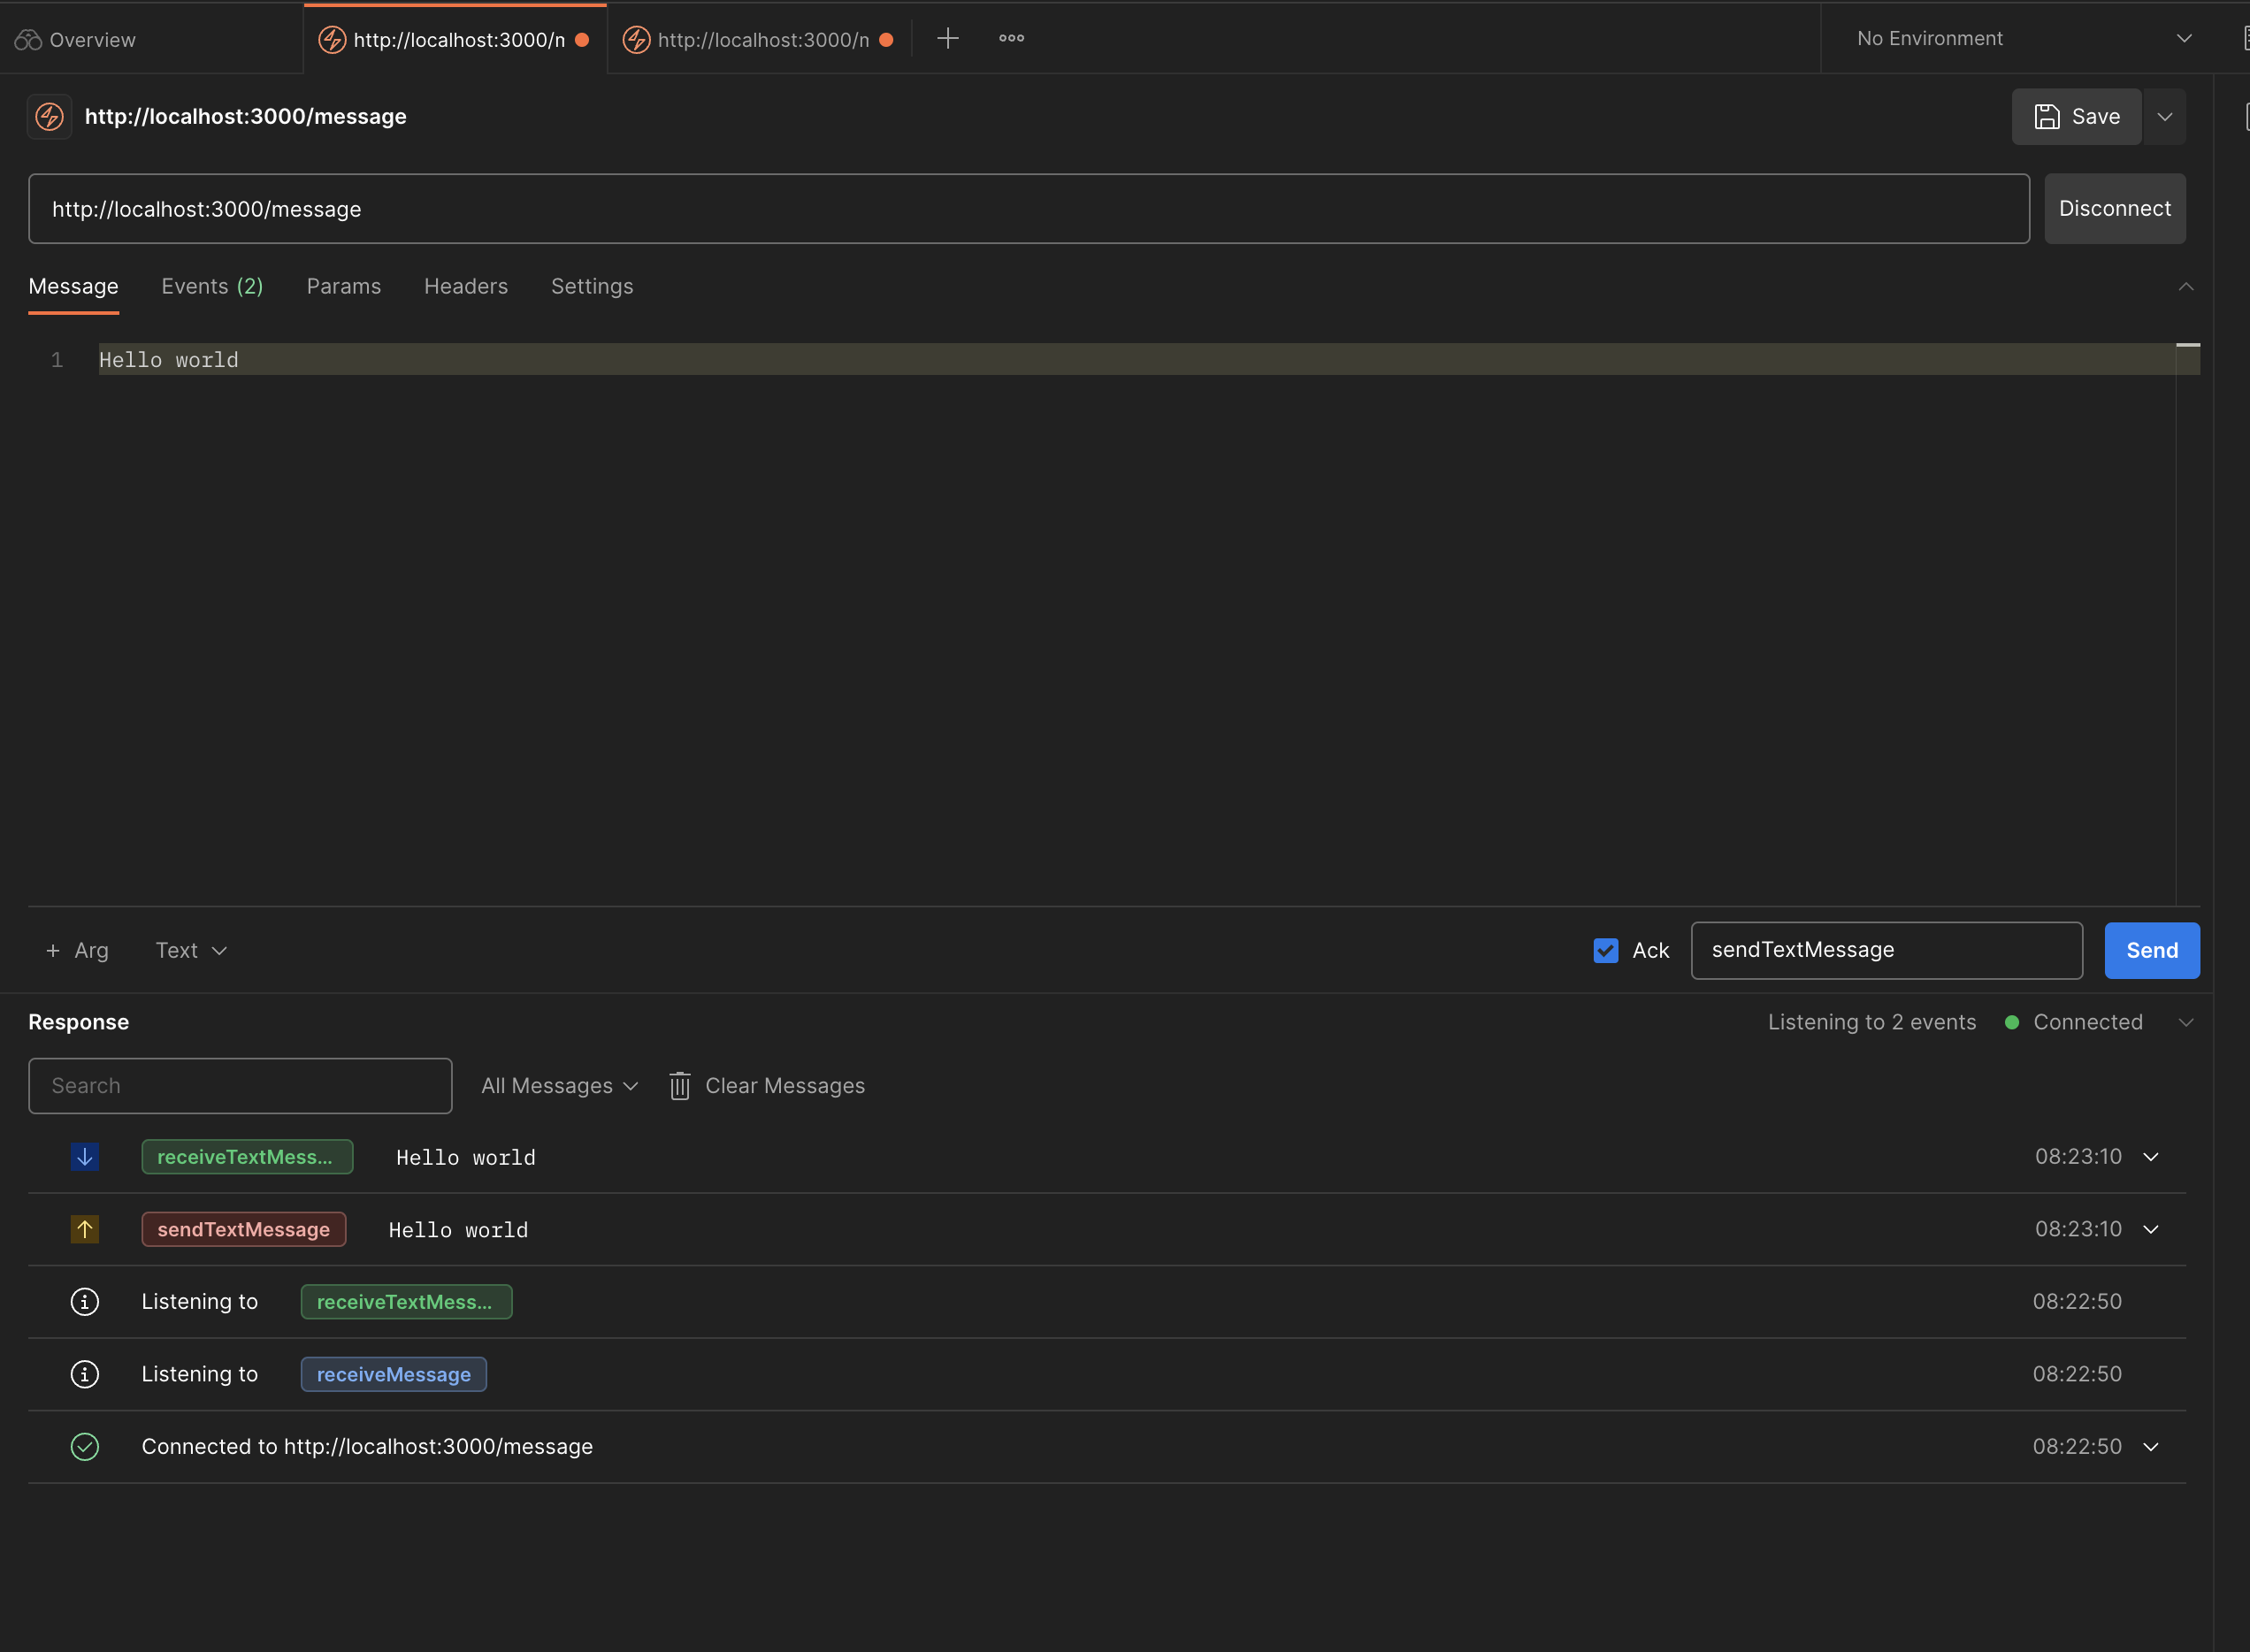 Overview
http://localhost:3000/n
http://localhost:3000/n
No Environment
http://localhost:3000/message
Save
http://localhost:3000/message
Disconnect
Message Events (2) Params Headers Settings
1 Hello world
+ Arg Text Ack sendTextMessage Send
Response Listening to 2 events Connected
Search All Messages Clear Messages
receiveTextMess... Hello world 08:23:10
sendTextMessage Hello world 08:23:10
Listening to receiveTextMess... 08:22:50
Listening to receiveMessage 08:22:50
Connected to http://localhost:3000/message 08:22:50